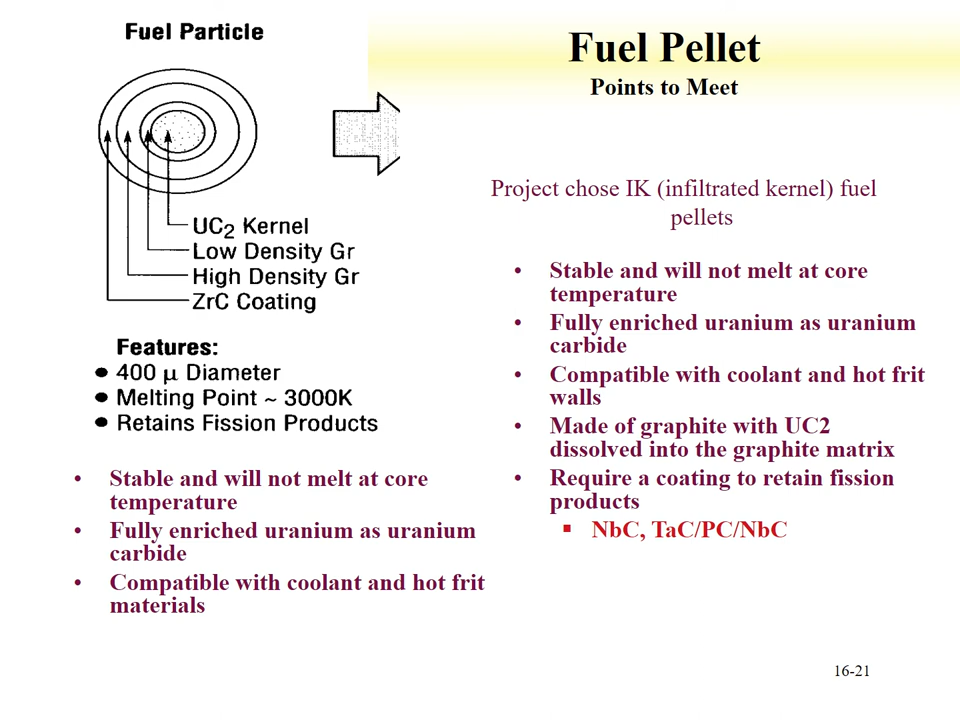 Fuel Particle
UC2 Kernel
Low Density Gr
High Density Gr
ZrC Coating
Features:
● 400 μ Diameter
● Melting Point ~ 3000K
● Retains Fission Products
• Stable and will not melt at core
temperature
• Fully enriched uranium as uranium
carbide
• Compatible with coolant and hot frit
materials
Fuel Pellet
Points to Meet
Project chose IK (infiltrated kernel) fuel
pellets
• Stable and will not melt at core
temperature
• Fully enriched uranium as uranium
carbide
• Compatible with coolant and hot frit
walls
• Made of graphite with UC2
dissolved into the graphite matrix
• Require a coating to retain fission
products
▪ NbC, TaC/PC/NbC
16-21